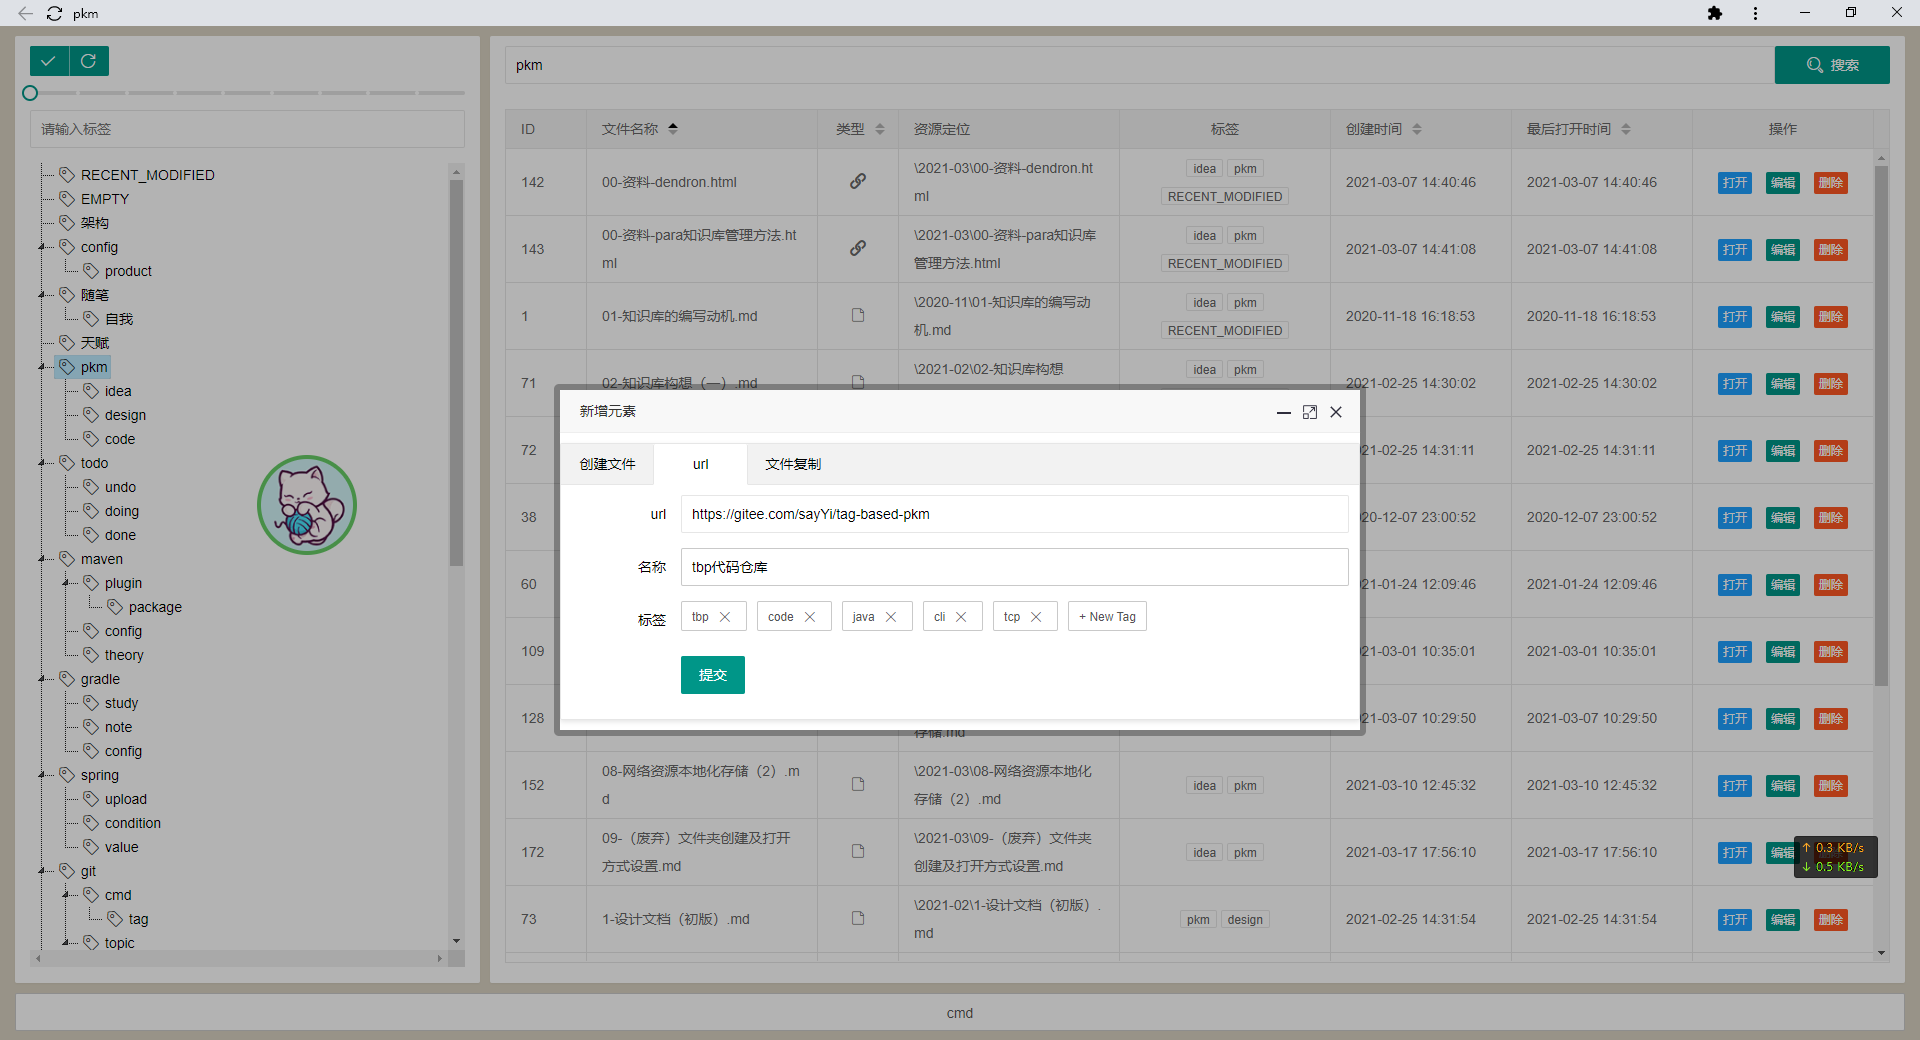 pkm
请输入标签
RECENT_MODIFIED
EMPTY
架构
config
product
随笔
自我
天赋
pkm
idea
design
code
todo
undo
doing
done
maven
plugin
package
config
theory
gradle
study
note
config
spring
upload
condition
value
git
cmd
tag
topic
pkm
搜索
ID 文件名称 类型 资源定位 标签 创建时间 最后打开时间 操作
142 00-资料-dendron.html \2021-03\00-资料-dendron.ht idea pkm 2021-03-07 14:40:46 2021-03-07 14:40:46 打开 编辑 删除
ml RECENT_MODIFIED
143 00-资料-para知识库管理方法.ht \2021-03\00-资料-para知识库 idea pkm 2021-03-07 14:41:08 2021-03-07 14:41:08 打开 编辑 删除
ml 管理方法.html RECENT_MODIFIED
1 01-知识库的编写动机.md \2020-11\01-知识库的编写动 idea pkm 2020-11-18 16:18:53 2020-11-18 16:18:53 打开 编辑 删除
机.md RECENT_MODIFIED
71 02-知识库构想（一）.md \2021-02\02-知识库构想 idea pkm 2021-02-25 14:30:02 2021-02-25 14:30:02 打开 编辑 删除
72 21-02-25 14:31:11 2021-02-25 14:31:11 打开 编辑 删除
38 20-12-07 23:00:52 2020-12-07 23:00:52 打开 编辑 删除
60 21-01-24 12:09:46 2021-01-24 12:09:46 打开 编辑 删除
109 21-03-01 10:35:01 2021-03-01 10:35:01 打开 编辑 删除
128 21-03-07 10:29:50 2021-03-07 10:29:50 打开 编辑 删除
存储.md
152 08-网络资源本地化存储（2）.m \2021-03\08-网络资源本地化 idea pkm 2021-03-10 12:45:32 2021-03-10 12:45:32 打开 编辑 删除
d 存储（2）.md
172 09-（废弃）文件夹创建及打开 \2021-03\09-（废弃）文件夹 idea pkm 2021-03-17 17:56:10 2021-03-17 17:56:10 打开 编辑
方式设置.md 创建及打开方式设置.md
73 1-设计文档（初版）.md \2021-02\1-设计文档（初版）. pkm design 2021-02-25 14:31:54 2021-02-25 14:31:54 打开 编辑 删除
md
新增元素
创建文件 url 文件复制
url https://gitee.com/sayYi/tag-based-pkm
名称 tbp代码仓库
标签 tbp code java cli tcp + New Tag
提交
↑ 0.3 KB/s
↓ 0.5 KB/s
cmd